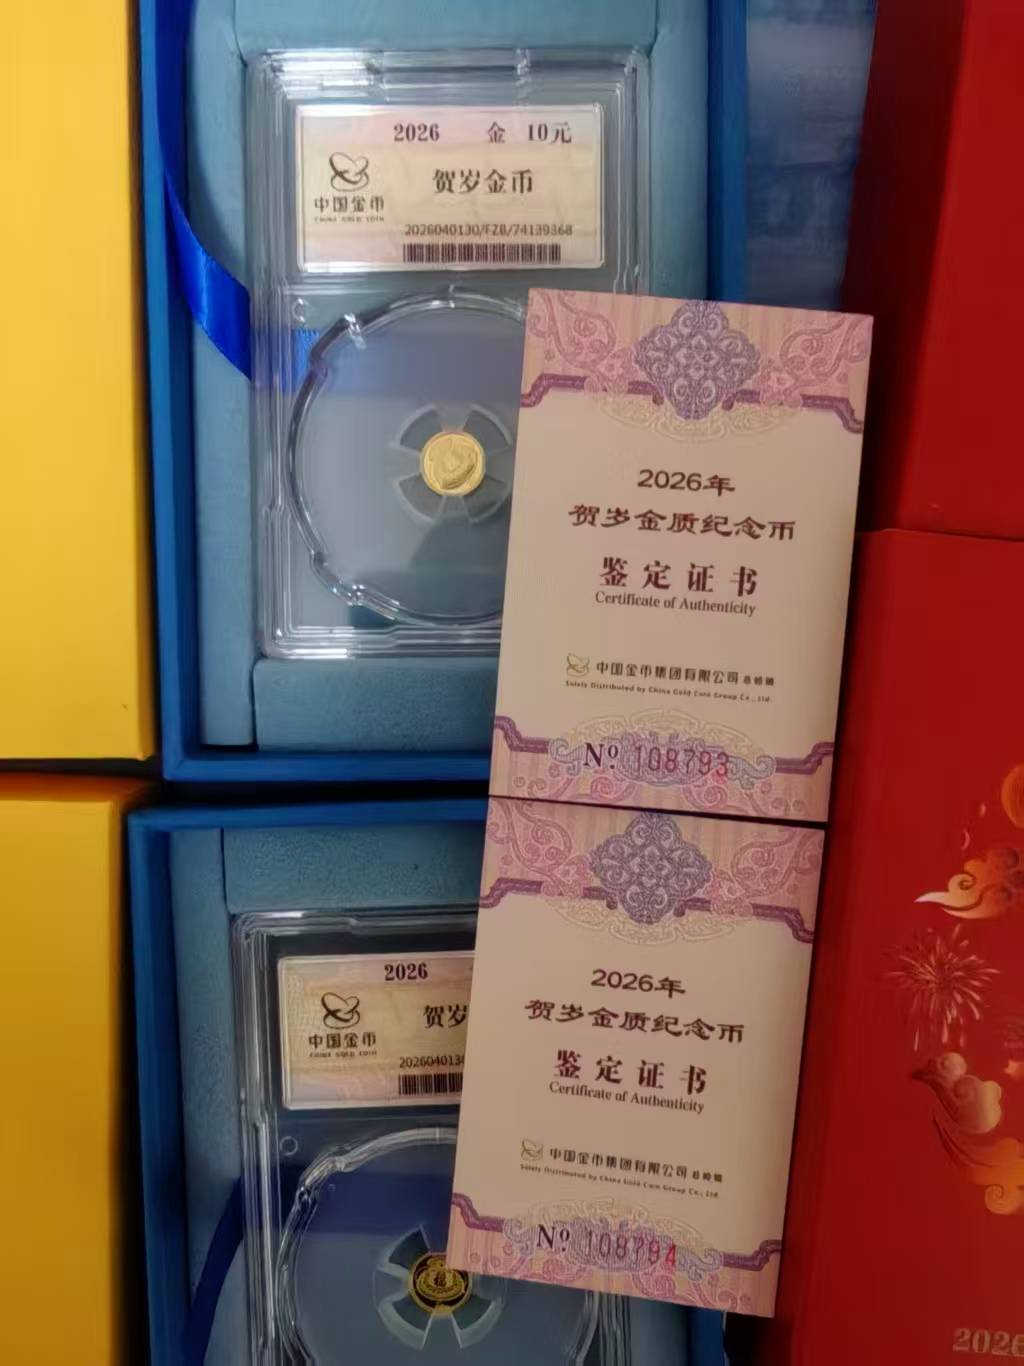 2026 金 10元
中国金币
CHINA GOLD COIN
贺岁金币
2026040130/FZB/74139368
2026年
贺岁金质纪念币
鉴定证书
Certificate of Authenticity
中国金币集团有限公司 总经销
Solely Distributed by China Gold Coin Group Co., Ltd.
Nº 108793
2026
中国金币
CHINA GOLD COIN
贺岁
202604013
2026年
贺岁金质纪念币
鉴定证书
Certificate of Authenticity
中国金币集团有限公司 总经销
Solely Distributed by China Gold Coin Group Co., Ltd.
Nº 108794
2026